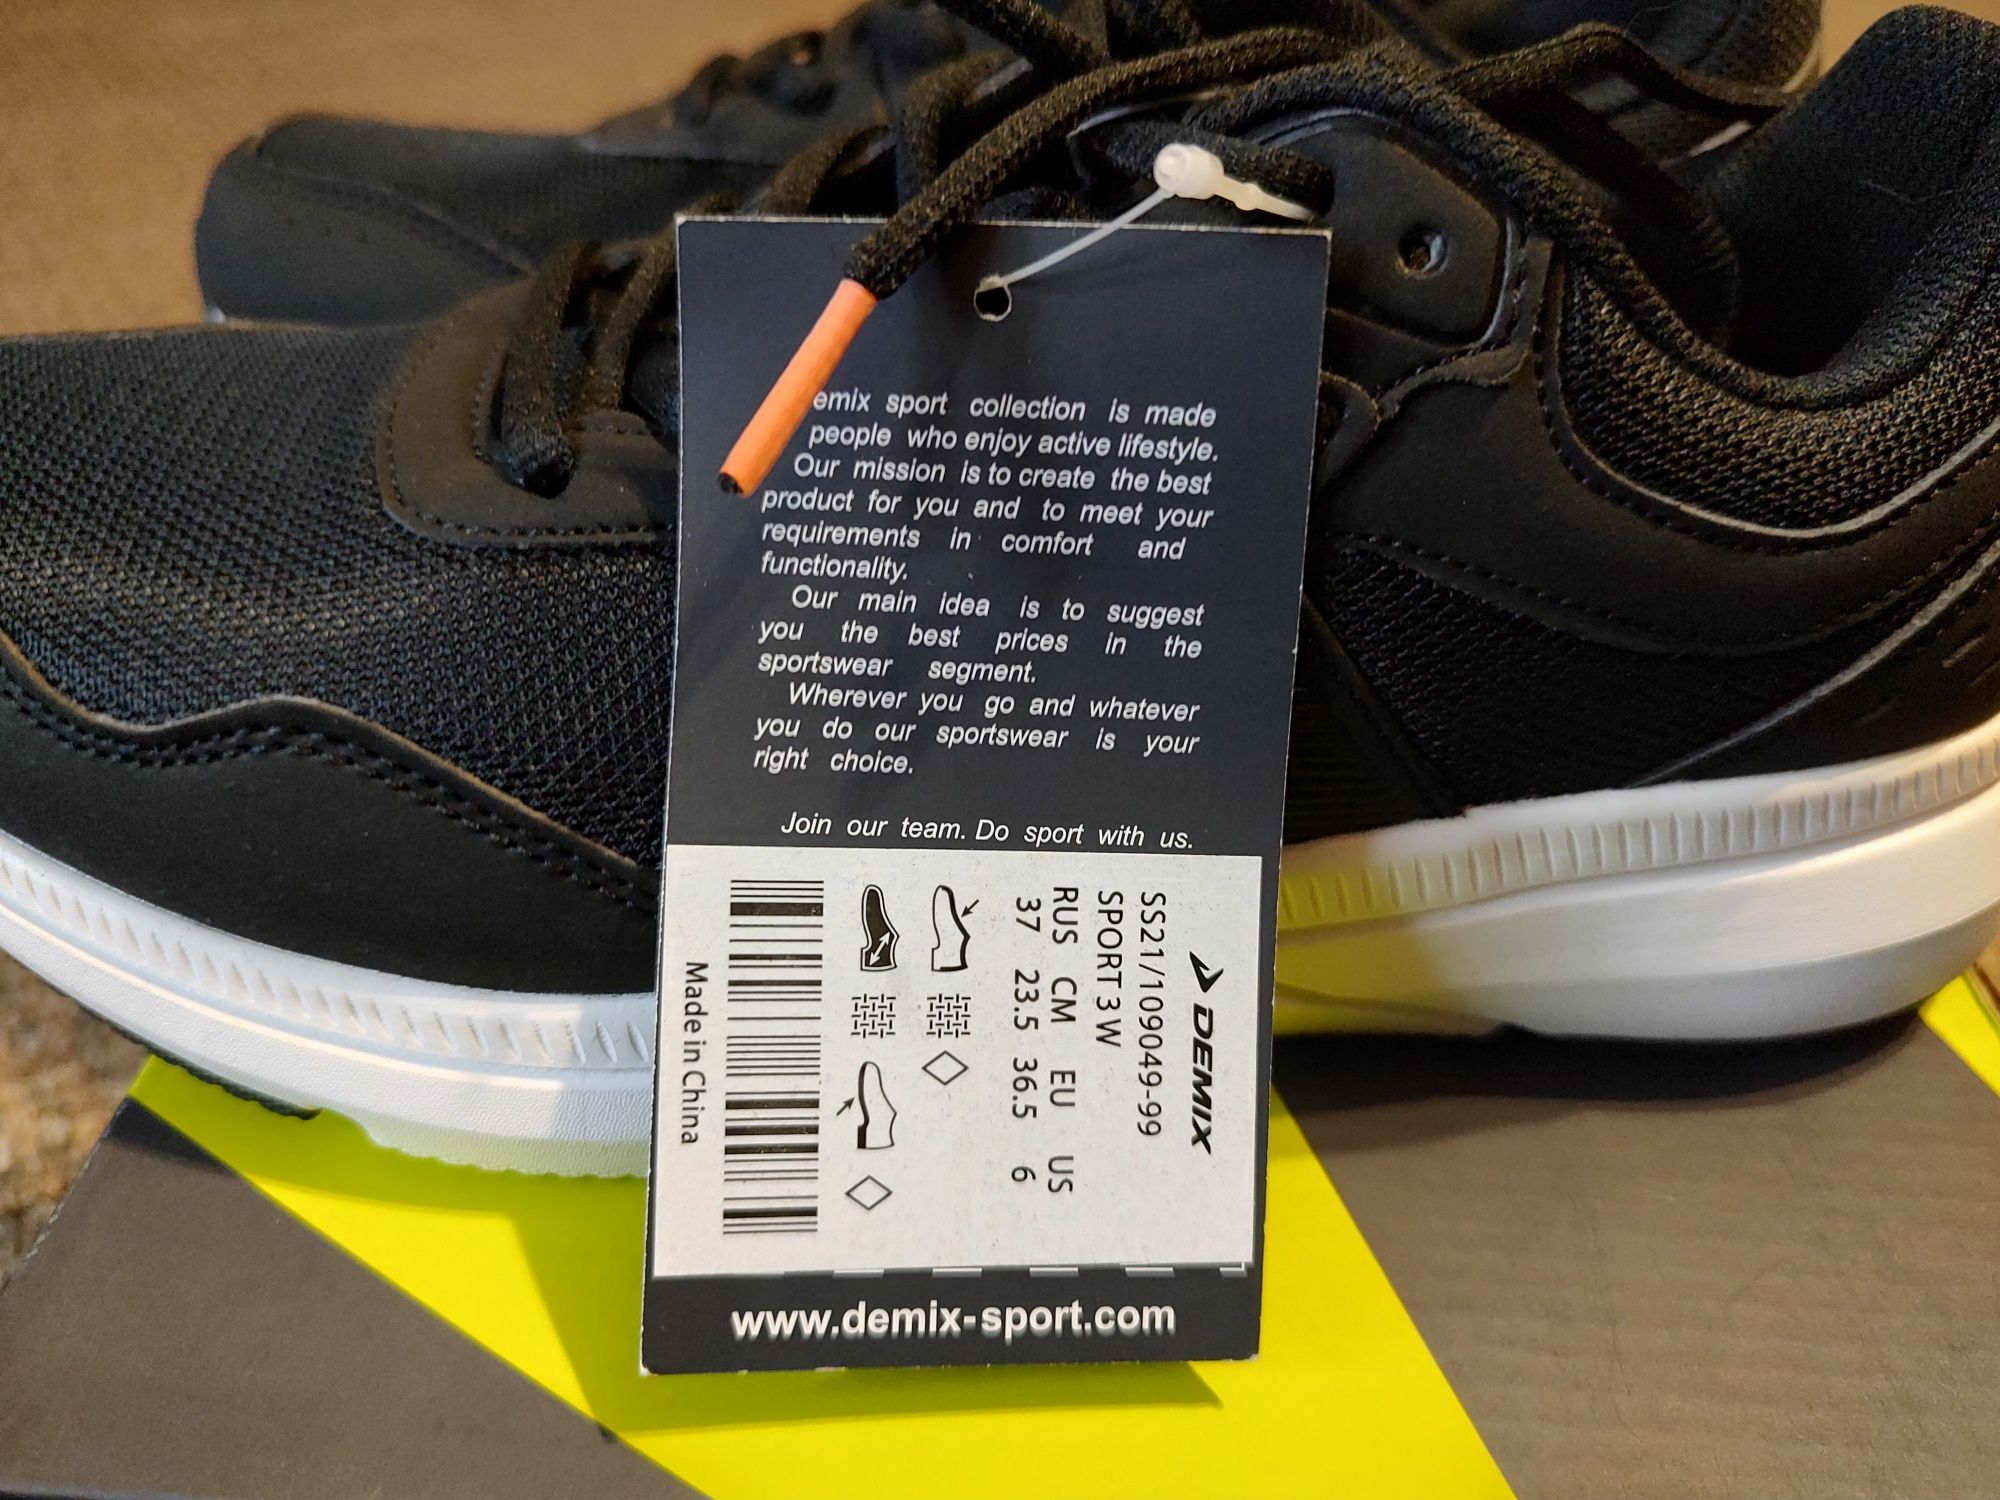 emix sport collection is made
people who enjoy active lifestyle.
Our mission is to create the best
product for you and to meet your
requirements in comfort and
functionality.
Our main idea is to suggest
you the best prices in the
sportswear segment.
Wherever you go and whatever
you do our sportswear is your
right choice.
Join our team. Do sport with us.
DEMIX
SS21/109049-99
SPORT 3 W
RUS CM EU US
37 23.5 36.5 6
Made in China
www.demix-sport.com